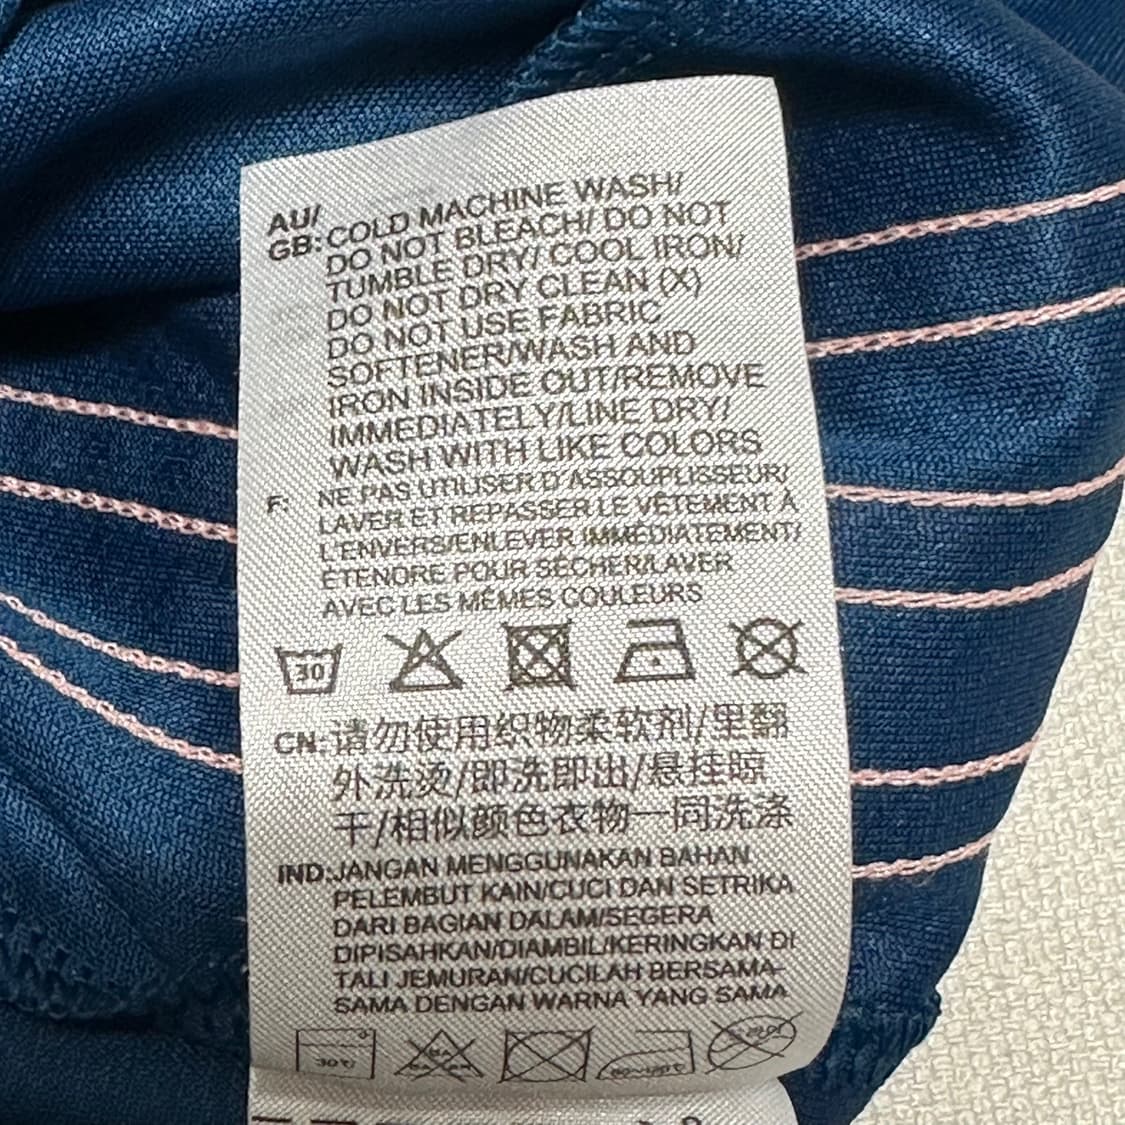 AU/
GB: COLD MACHINE WASH/
DO NOT BLEACH/ DO NOT
TUMBLE DRY/ COOL IRON/
DO NOT DRY CLEAN (X)
DO NOT USE FABRIC
SOFTENER/WASH AND
IRON INSIDE OUT/REMOVE
IMMEDIATELY/LINE DRY/
WASH WITH LIKE COLORS
F: NE PAS UTILISER D'ASSOUPLISSEUR/
LAVER ET REPASSER LE VÊTEMENT À
L'ENVERS/ENLEVER IMMÉDIATEMENT/
ETENDRE POUR SÉCHER/LAVER
AVEC LES MÊMES COULEURS
30
CN: 请勿使用织物柔软剂/里翻
外洗烫/即洗即出/悬挂晾
干/相似颜色衣物一同洗涤
IND: JANGAN MENGGUNAKAN BAHAN
PELEMBUT KAIN/CUCI DAN SETRIKA
DARI BAGIAN DALAM/SEGERA
DIPISAHKAN/DIAMBIL/KERINGKAN DI
TALI JEMURAN/CUCILAH BERSAMA-
SAMA DENGAN WARNA YANG SAMA